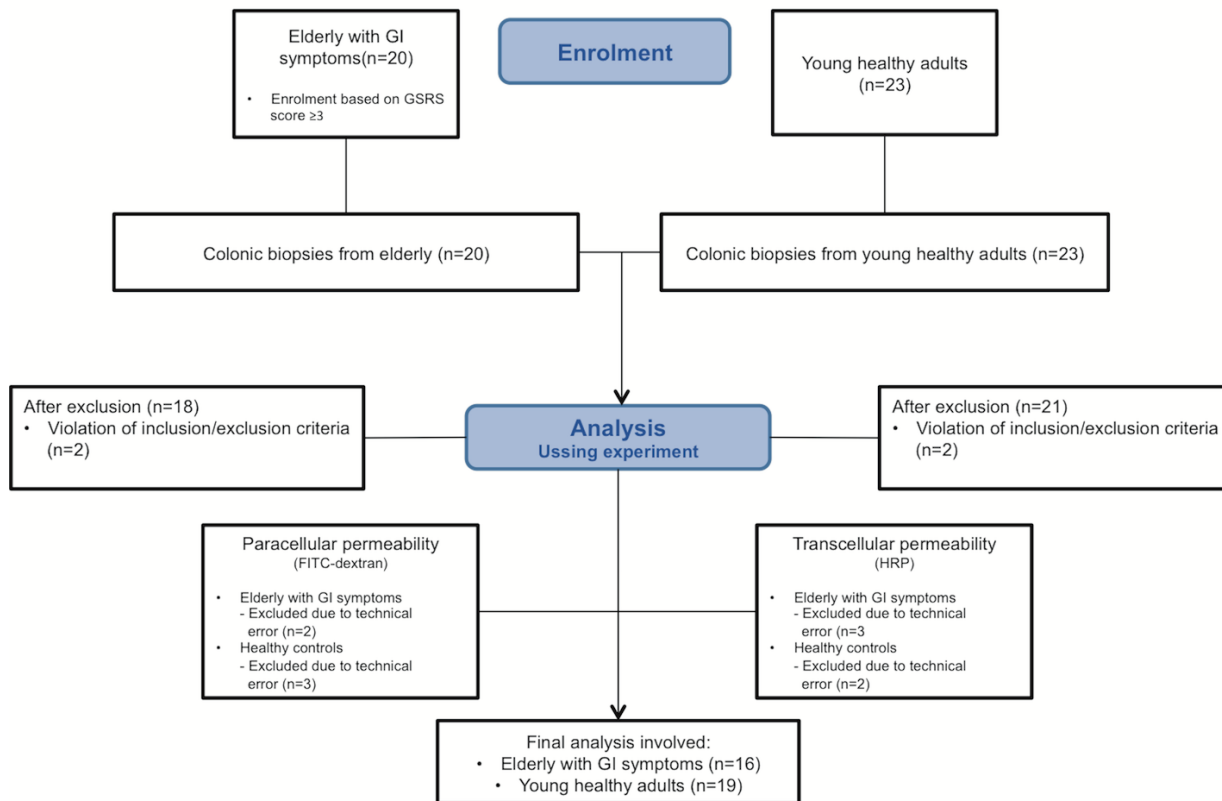 Elderly with GI
symptoms(n=20)
• Enrolment based on GSRS
score ≥3
Enrolment
Young healthy adults
(n=23)
Colonic biopsies from elderly (n=20)
Colonic biopsies from young healthy adults (n=23)
After exclusion (n=18)
• Violation of inclusion/exclusion criteria
(n=2)
Analysis
Ussing experiment
After exclusion (n=21)
• Violation of inclusion/exclusion criteria
(n=2)
Paracellular permeability
(FITC-dextran)
• Elderly with GI symptoms
- Excluded due to technical
error (n=2)
• Healthy controls
- Excluded due to technical
error (n=3)
Transcellular permeability
(HRP)
• Elderly with GI symptoms
- Excluded due to technical
error (n=3
• Healthy controls
- Excluded due to technical
error (n=2)
Final analysis involved:
• Elderly with GI symptoms (n=16)
• Young healthy adults (n=19)